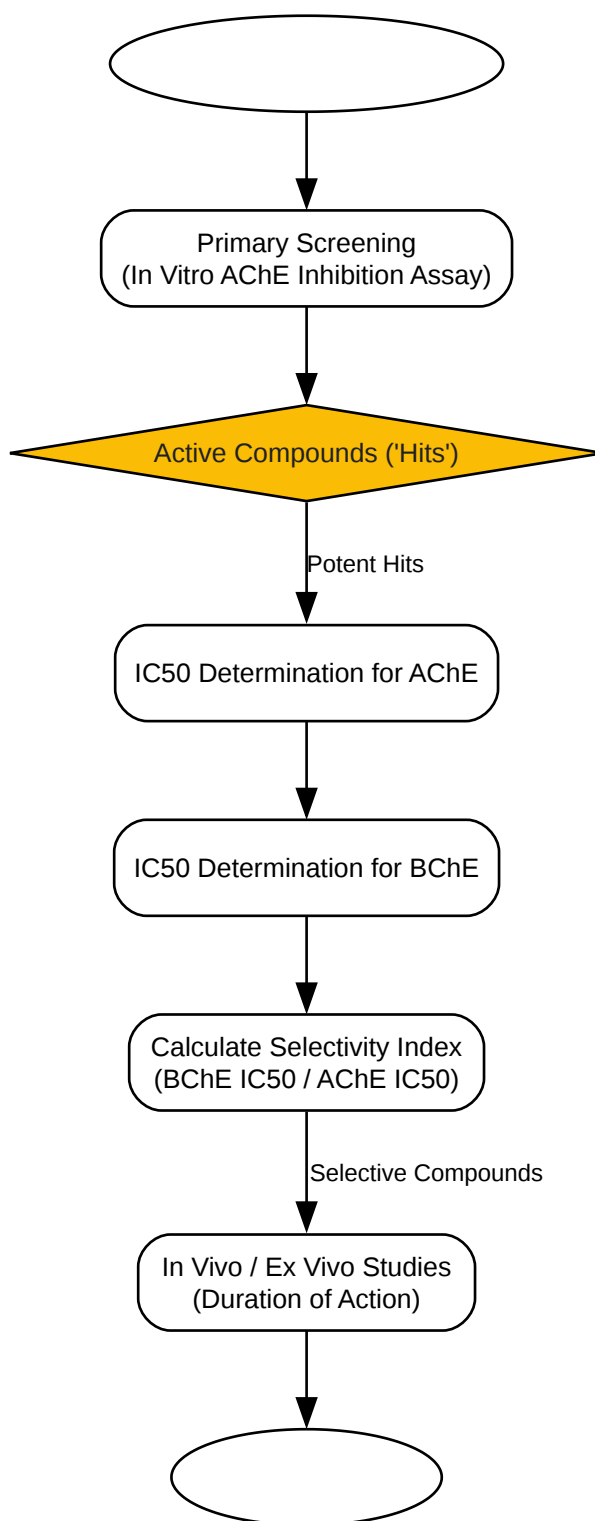 Primary Screening
(In Vitro AChE Inhibition Assay)
Active Compounds ('Hits')
Potent Hits
IC50 Determination for AChE
IC50 Determination for BChE
Calculate Selectivity Index
(BChE IC50 / AChE IC50)
Selective Compounds
In Vivo / Ex Vivo Studies
(Duration of Action)